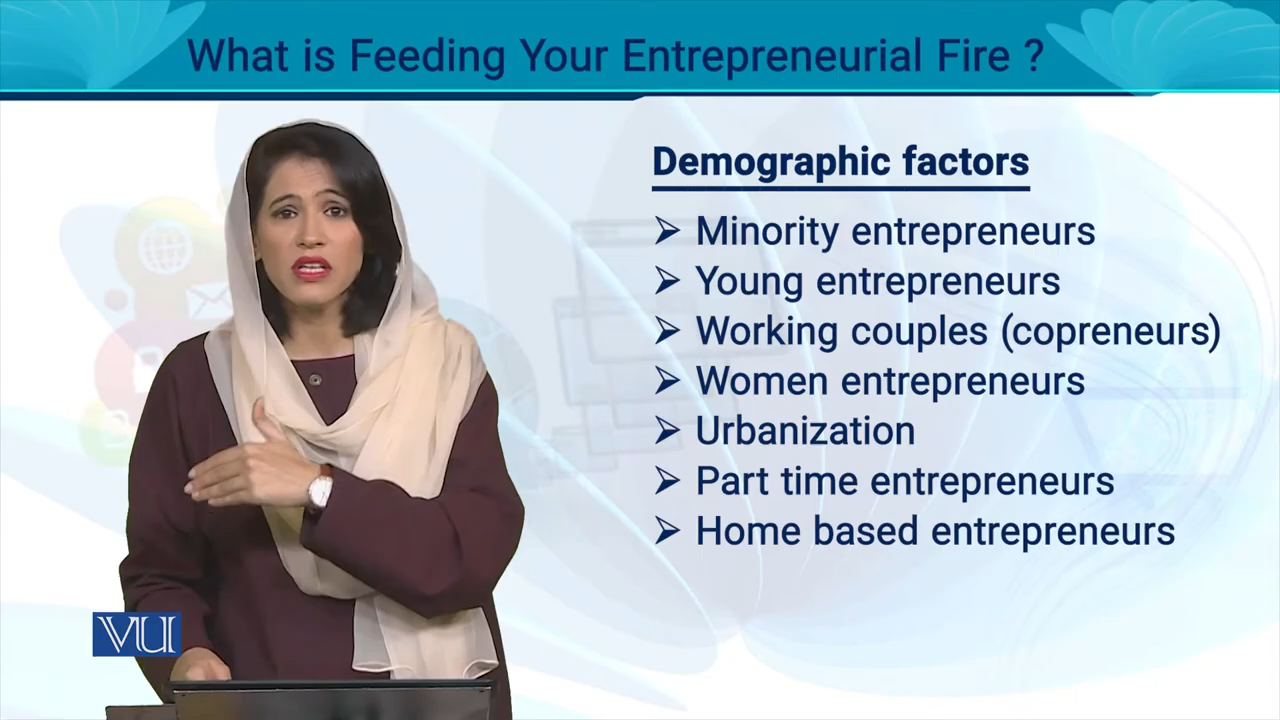 What is Feeding Your Entrepreneurial Fire ?
Demographic factors
➢ Minority entrepreneurs
➢ Young entrepreneurs
➢ Working couples (copreneurs)
➢ Women entrepreneurs
➢ Urbanization
➢ Part time entrepreneurs
➢ Home based entrepreneurs
VU